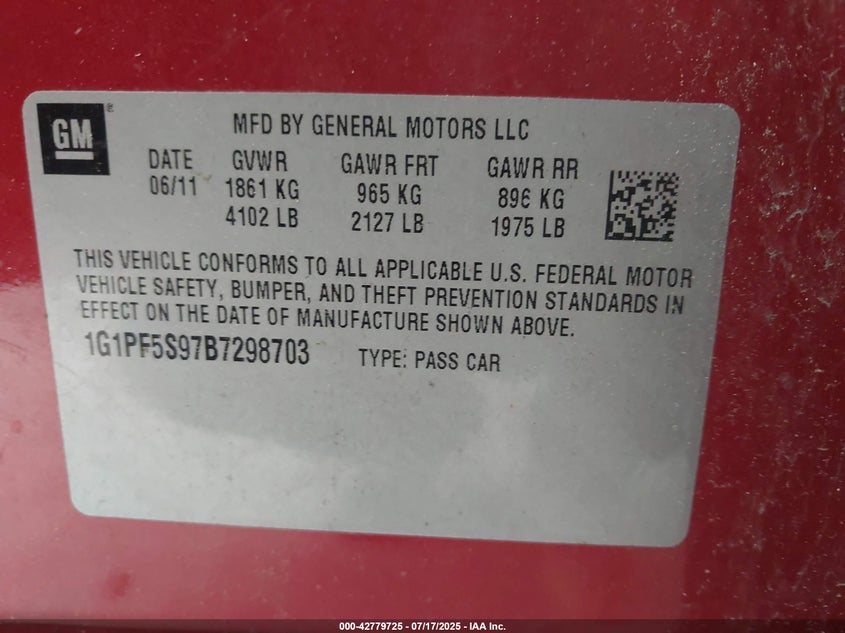 GM ®
MFD BY GENERAL MOTORS LLC
DATE GVWR GAWR FRT GAWR RR
06/11 1861 KG 965 KG 896 KG
4102 LB 2127 LB 1975 LB
THIS VEHICLE CONFORMS TO ALL APPLICABLE U.S. FEDERAL MOTOR
VEHICLE SAFETY, BUMPER, AND THEFT PREVENTION STANDARDS IN
EFFECT ON THE DATE OF MANUFACTURE SHOWN ABOVE.
1G1PF5S97B7298703 TYPE: PASS CAR
000-42779725 - 07/17/2025 - IAA Inc.